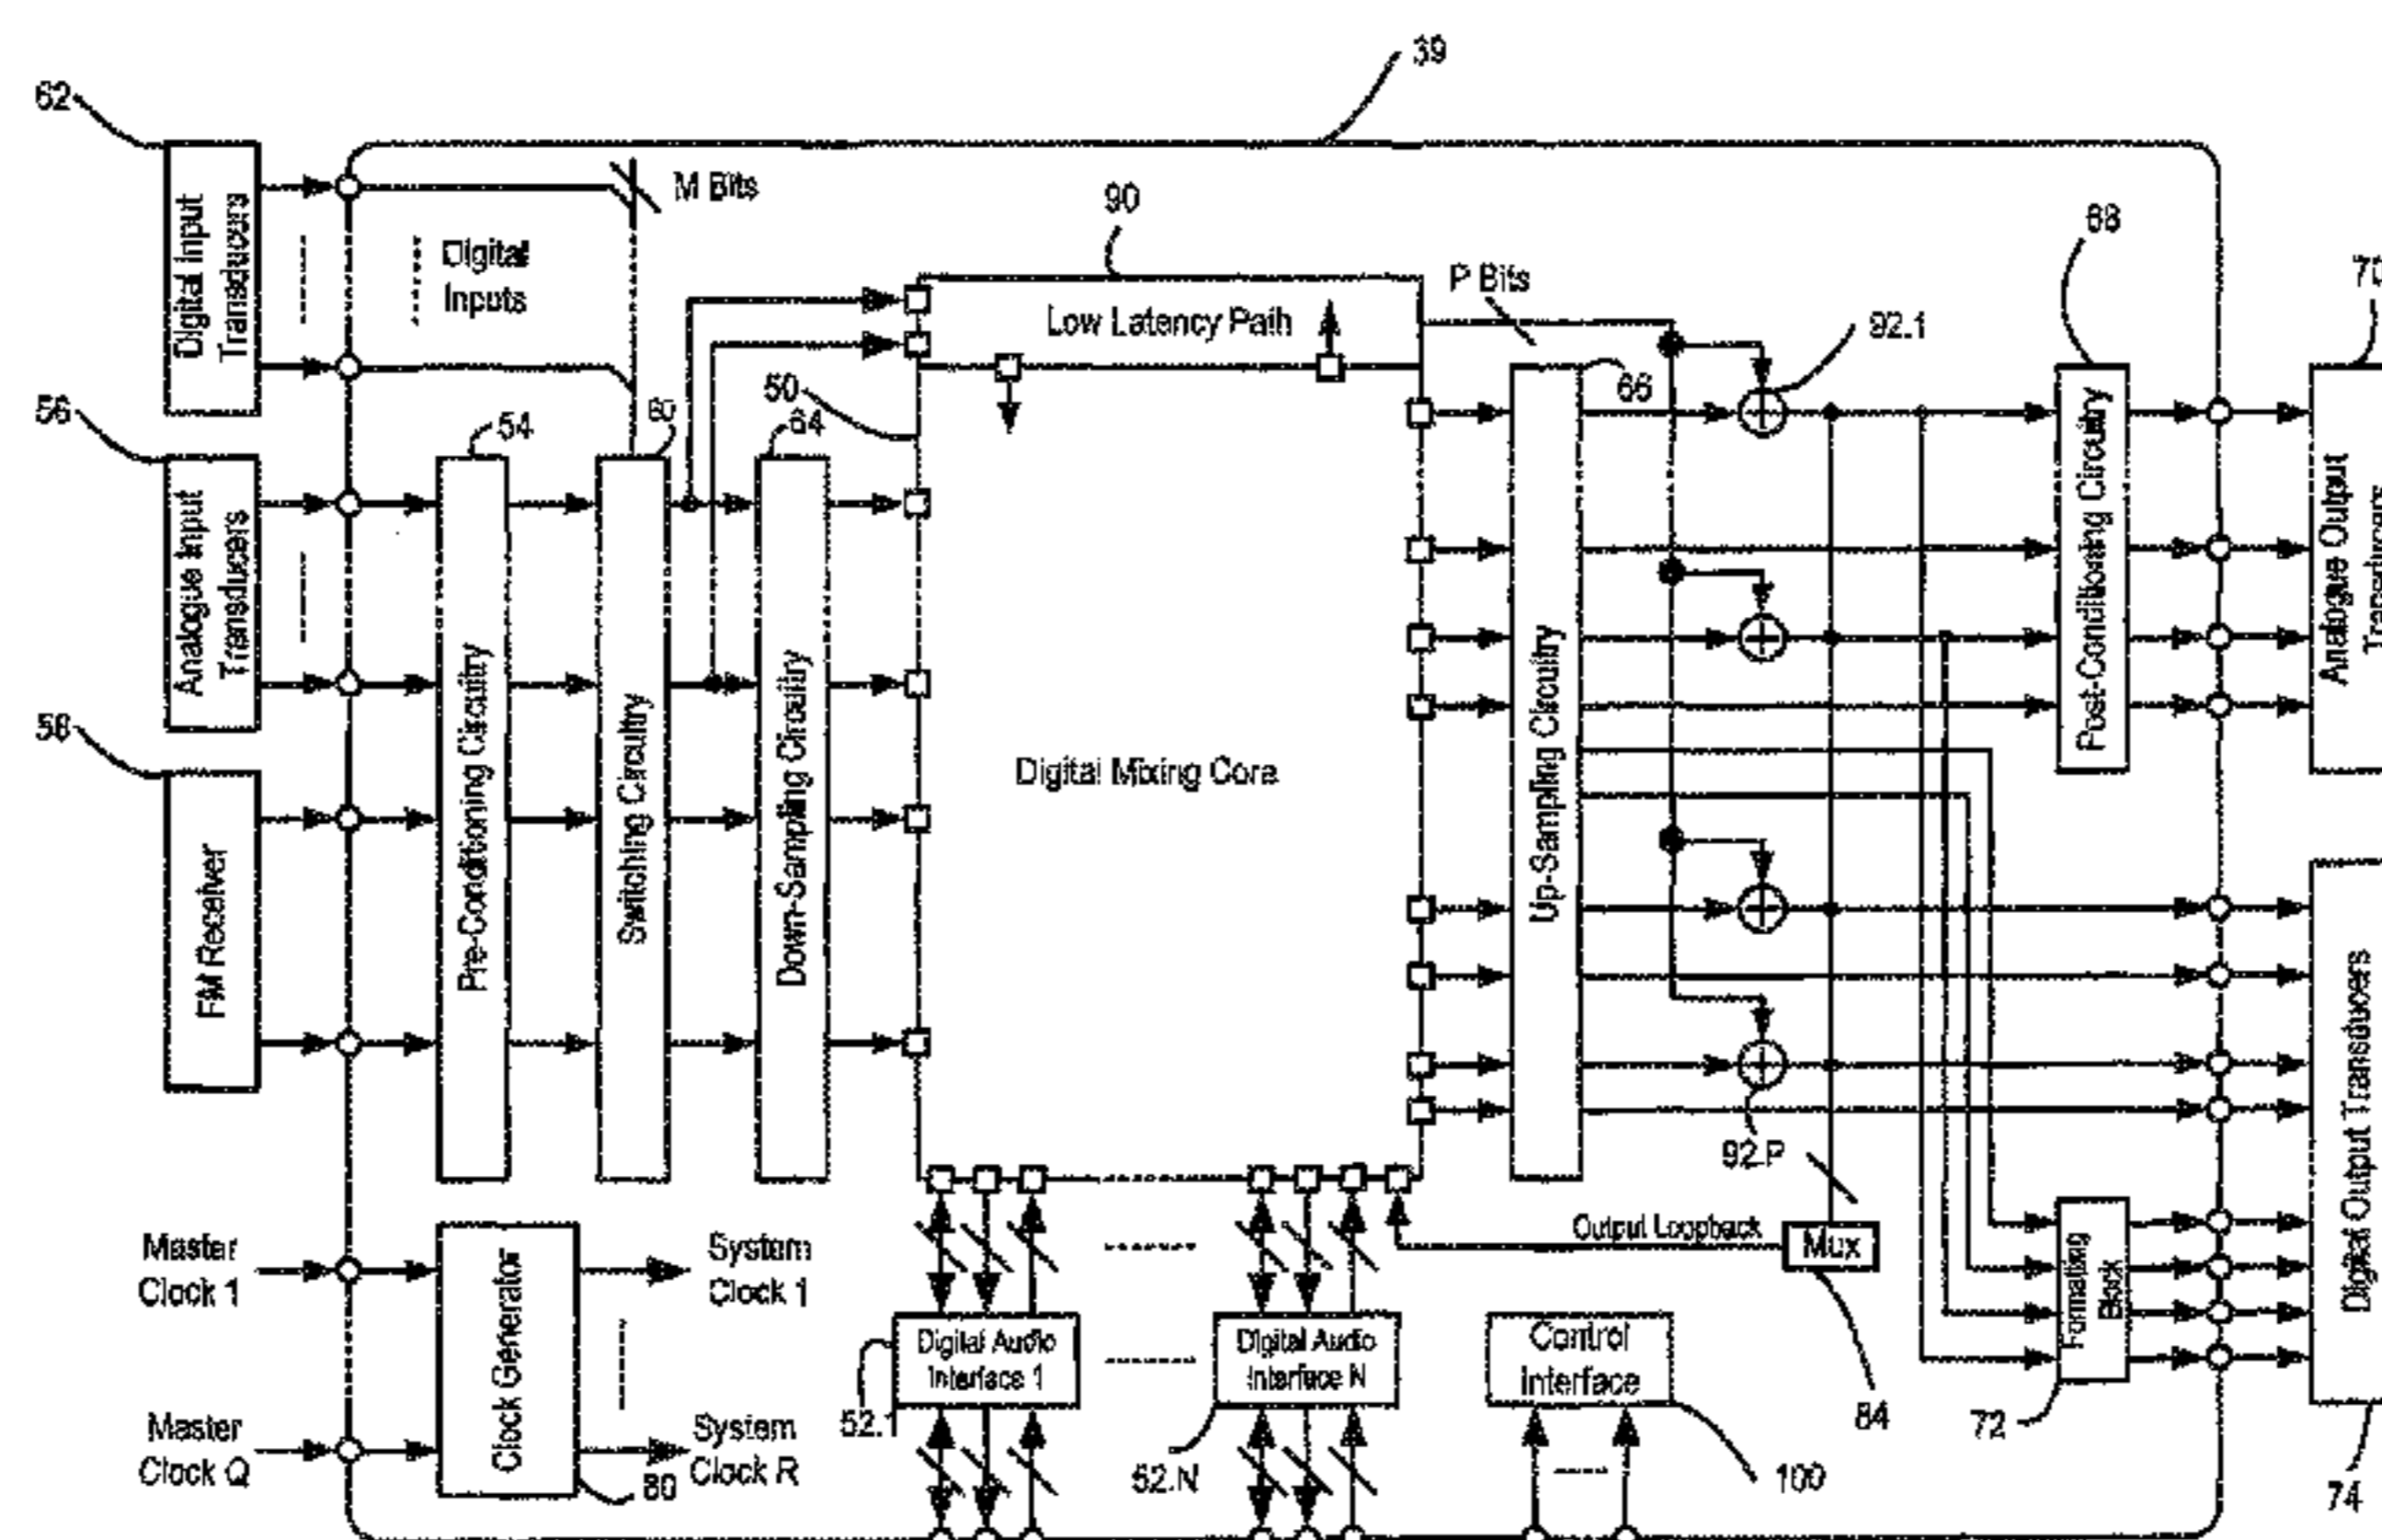 39
62
Digital Input
Transducers
M Bits
Digital
Inputs
90
Low Latency Path
P Bits
92.1
68
70
56
Analogue Input
Transducers
54
60
64
50
66
Analogue Output
Transducers
58
FM Receiver
Pre-Conditioning Circuitry
Switching Circuitry
Down-Sampling Circuitry
Digital Mixing Core
Up-Sampling Circuitry
Post-Conditioning Circuitry
Digital Output Transducers
92.P
Output Loopback
Mux
84
Formatting
Block
72
74
Master
Clock 1
Master
Clock Q
Clock Generator
80
System
Clock 1
System
Clock R
Digital Audio
Interface 1
52.1
Digital Audio
Interface N
52.N
Control
Interface
100